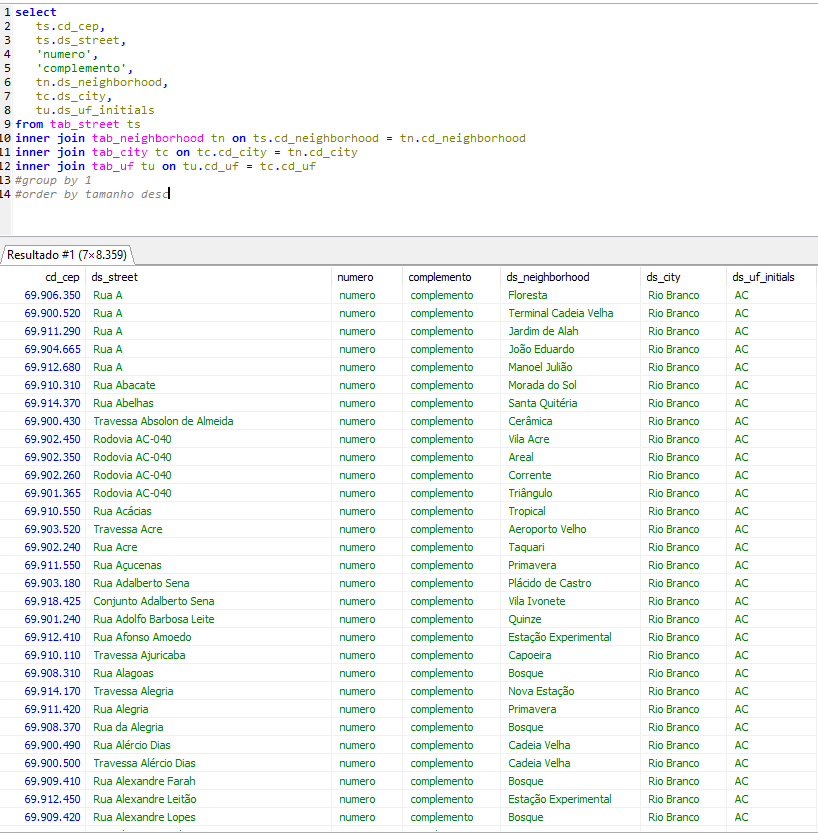 1 select
2 ts.cd_cep,
3 ts.ds_street,
4 'numero',
5 'complemento',
6 tn.ds_neighborhood,
7 tc.ds_city,
8 tu.ds_uf_initials
9 from tab_street ts
10 inner join tab_neighborhood tn on ts.cd_neighborhood = tn.cd_neighborhood
11 inner join tab_city tc on tc.cd_city = tn.cd_city
12 inner join tab_uf tu on tu.cd_uf = tc.cd_uf
13 #group by 1
14 #order by tamanho desc
Resultado #1 (7×8.359)
cd_cep ds_street numero complemento ds_neighborhood ds_city ds_uf_initials
69.906.350 Rua A numero complemento Floresta Rio Branco AC
69.900.520 Rua A numero complemento Terminal Cadeia Velha Rio Branco AC
69.911.290 Rua A numero complemento Jardim de Alah Rio Branco AC
69.904.665 Rua A numero complemento João Eduardo Rio Branco AC
69.912.680 Rua A numero complemento Manoel Julião Rio Branco AC
69.910.310 Rua Abacate numero complemento Morada do Sol Rio Branco AC
69.914.370 Rua Abelhas numero complemento Santa Quitéria Rio Branco AC
69.900.430 Travessa Absolon de Almeida numero complemento Cerâmica Rio Branco AC
69.902.450 Rodovia AC-040 numero complemento Vila Acre Rio Branco AC
69.902.350 Rodovia AC-040 numero complemento Areal Rio Branco AC
69.902.260 Rodovia AC-040 numero complemento Corrente Rio Branco AC
69.901.365 Rodovia AC-040 numero complemento Triângulo Rio Branco AC
69.910.550 Rua Acácias numero complemento Tropical Rio Branco AC
69.903.520 Travessa Acre numero complemento Aeroporto Velho Rio Branco AC
69.902.240 Rua Acre numero complemento Taquari Rio Branco AC
69.911.550 Rua Açucenas numero complemento Primavera Rio Branco AC
69.903.180 Rua Adalberto Sena numero complemento Plácido de Castro Rio Branco AC
69.918.425 Conjunto Adalberto Sena numero complemento Vila Ivonete Rio Branco AC
69.901.240 Rua Adolfo Barbosa Leite numero complemento Quinze Rio Branco AC
69.912.410 Rua Afonso Amoedo numero complemento Estação Experimental Rio Branco AC
69.910.110 Travessa Ajuricaba numero complemento Capoeira Rio Branco AC
69.908.310 Rua Alagoas numero complemento Bosque Rio Branco AC
69.914.170 Travessa Alegria numero complemento Nova Estação Rio Branco AC
69.911.420 Rua Alegria numero complemento Primavera Rio Branco AC
69.908.370 Rua da Alegria numero complemento Bosque Rio Branco AC
69.900.490 Rua Alércio Dias numero complemento Cadeia Velha Rio Branco AC
69.900.500 Travessa Alércio Dias numero complemento Cadeia Velha Rio Branco AC
69.909.410 Rua Alexandre Farah numero complemento Bosque Rio Branco AC
69.912.450 Rua Alexandre Leitão numero complemento Estação Experimental Rio Branco AC
69.909.420 Rua Alexandre Lopes numero complemento Bosque Rio Branco AC